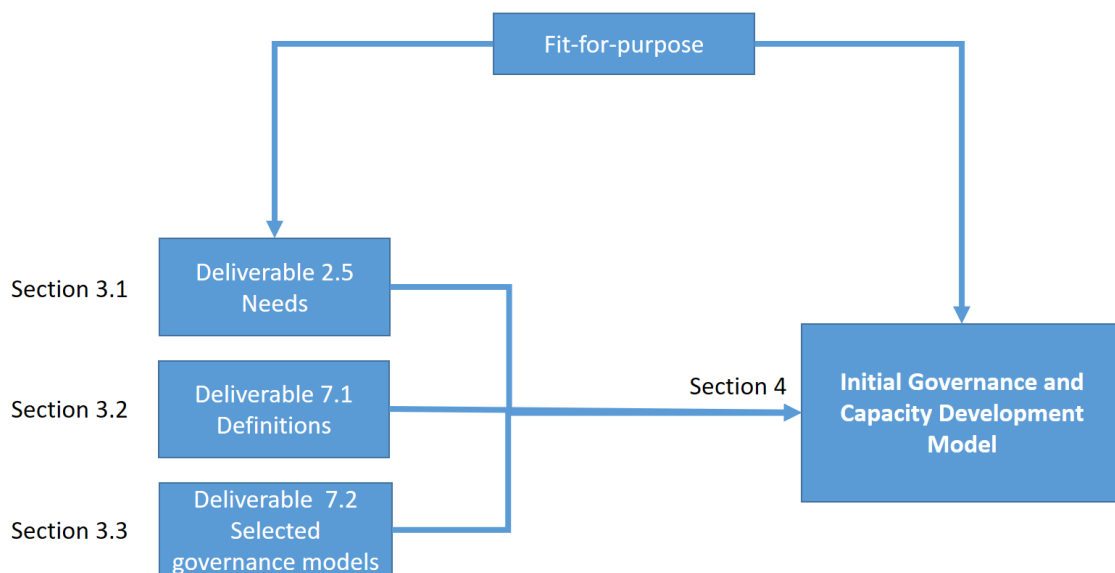 Fit-for-purpose
Section 3.1
Deliverable 2.5
Needs
Section 3.2
Deliverable 7.1
Definitions
Section 3.3
Deliverable 7.2
Selected
governance models
Section 4
Initial Governance and
Capacity Development
Model